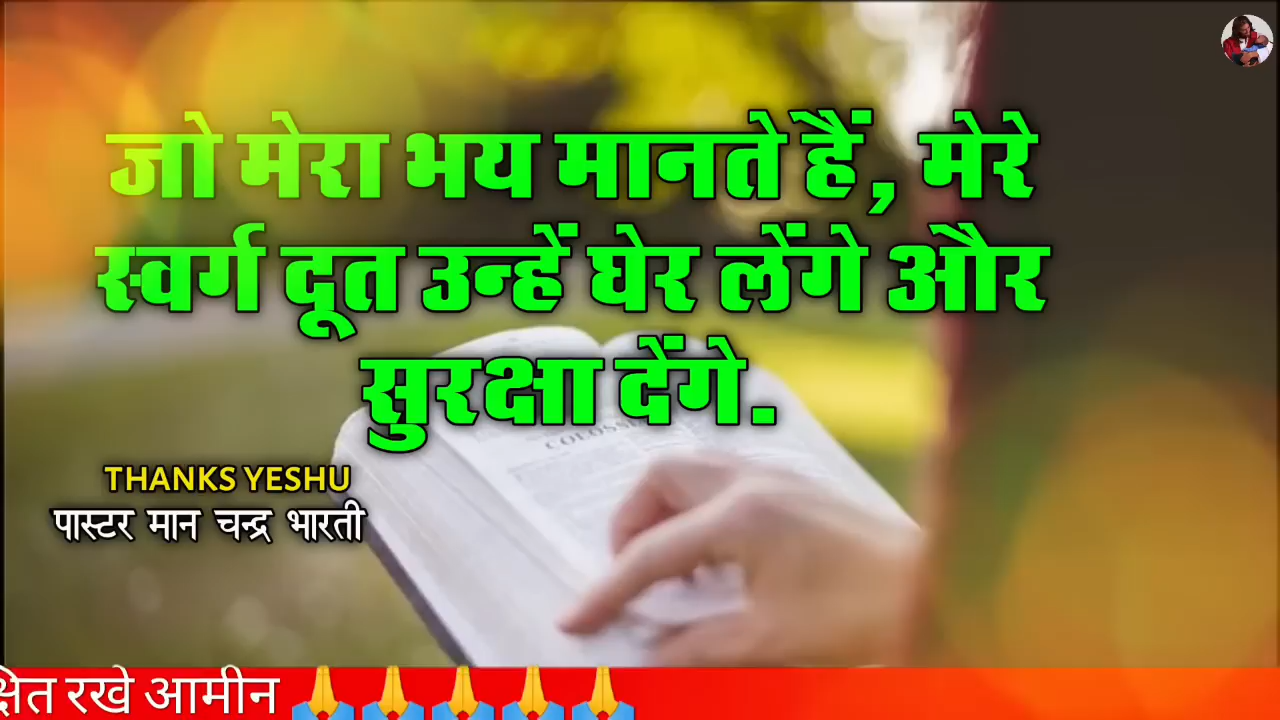 जो मेरा भय मानते हैं, मेरे
स्वर्ग दूत उन्हें घेर लेंगे और
सुरक्षा देंगे.
THANKS YESHU
पास्टर मान चन्द्र भारती
रखे आमीन 🙏🙏🙏🙏🙏